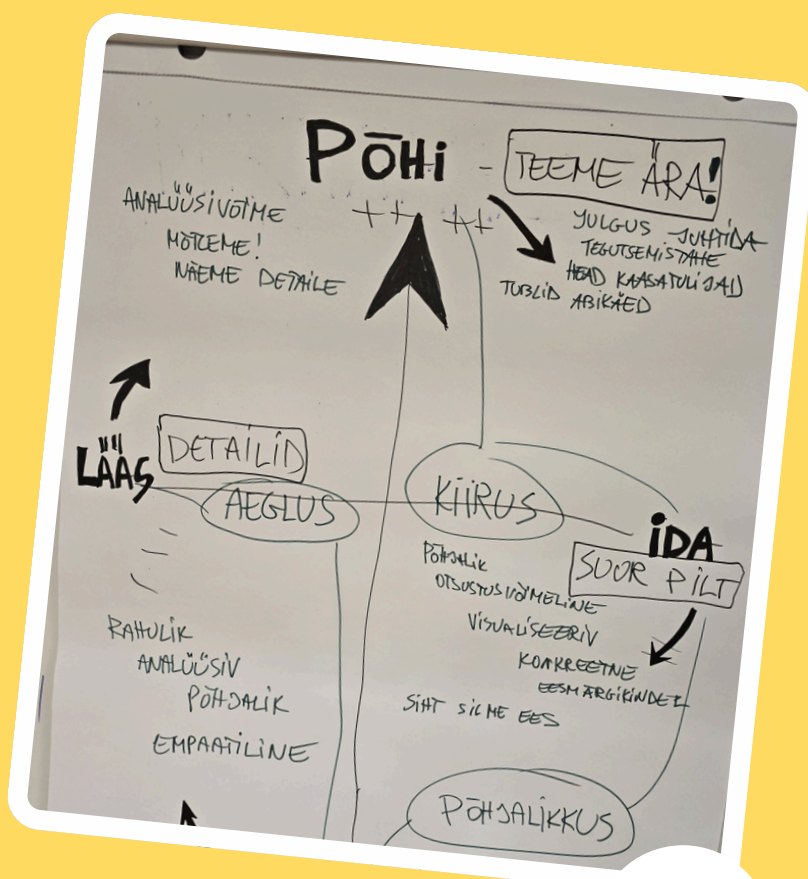 PÕHI - TEEME ÄRA!
ANALÜÜSIVÕIME
MÕTLEME!
NÄEME DETAILE
++ ++
JULGUS JUHTIDA
TEGUTSEMISTAHE
HEAD KAASATULIJAD
TUBLID ABIKÄED
LÄÄS
DETAILID
AEGLUS
KIIRUS
IDA
SUUR PILT
PÕHJALIK
OTSUSTUSVÕIMELINE
VISUALISEERIV
KONKREETNE
EESMÄRGIKINDEL
SIHT SILME EES
RAHULIK
ANALÜÜSIV
PÕHJALIK
EMPAATILINE
PÕHJALIKKUS